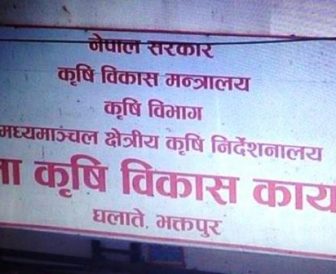 नेपाल सरकार
कृषि विकास मन्त्रालय
कृषि विभाग
मध्यमाञ्चल क्षेत्रीय कृषि निर्देशनालय
कृषि विकास
घलाते, भक्तपुर